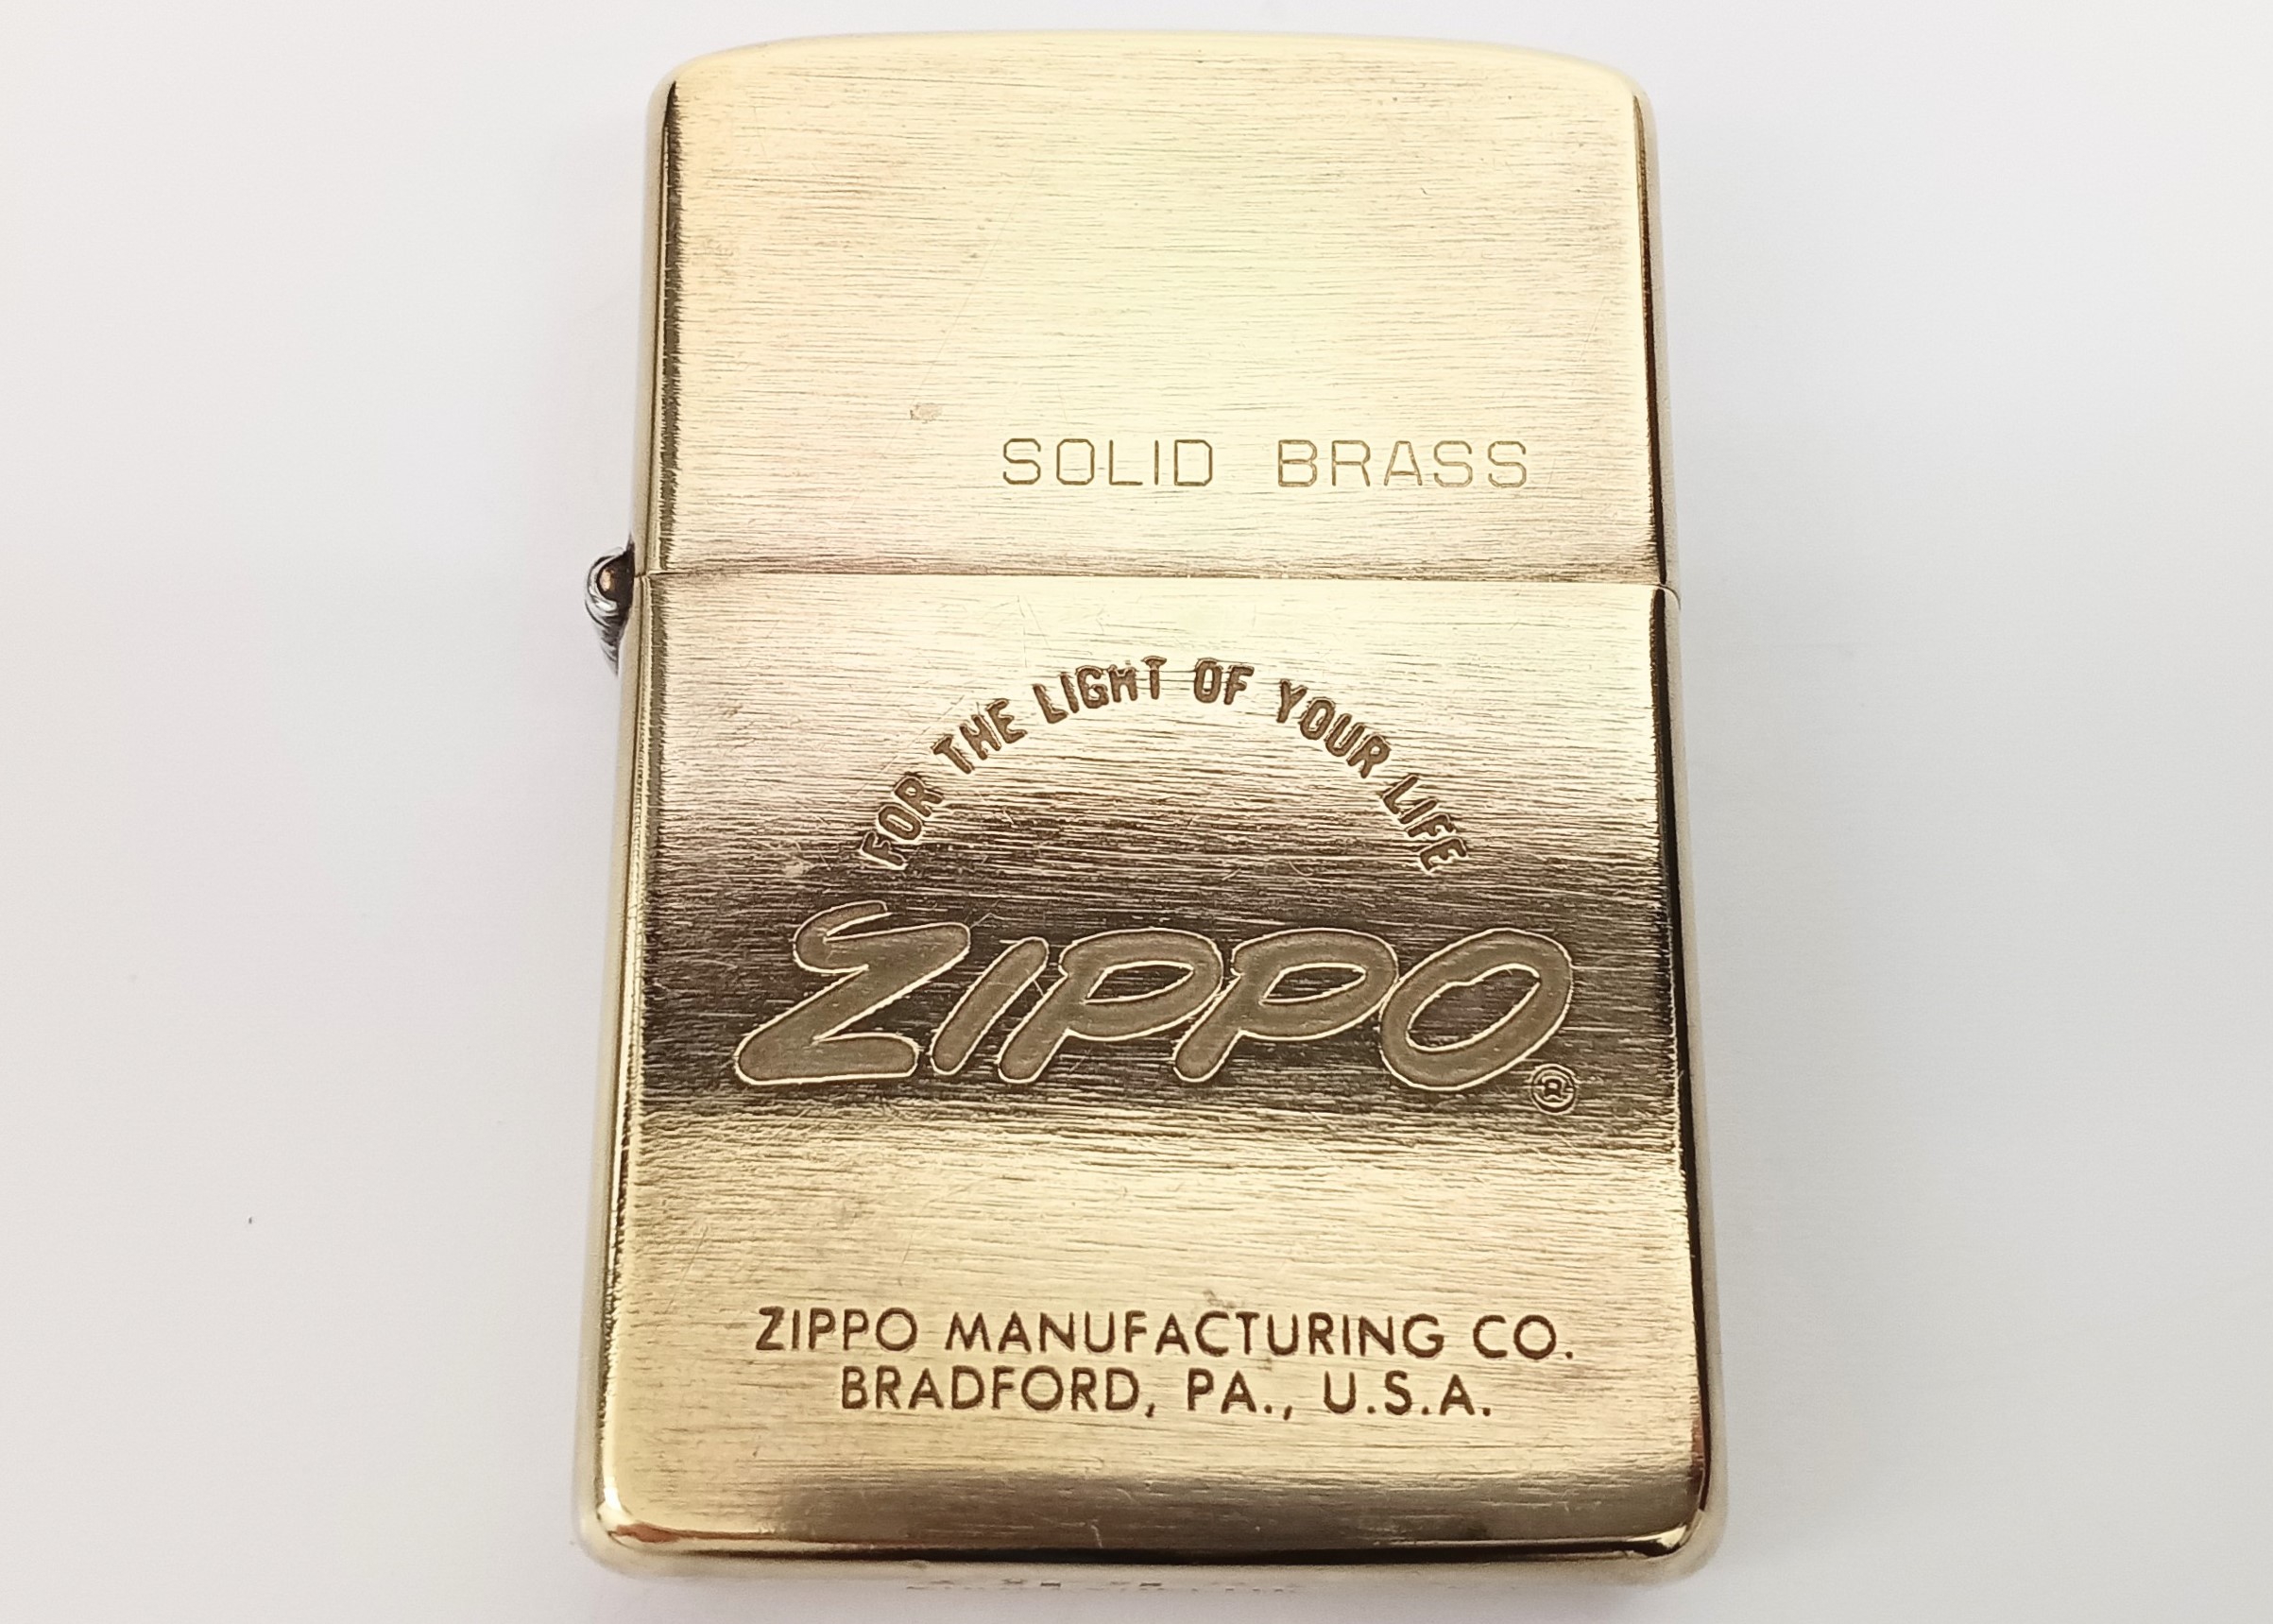 SOLID BRASS
FOR THE LIGHT OF YOUR LIFE
ZIPPO®
ZIPPO MANUFACTURING CO.
BRADFORD, PA., U.S.A.